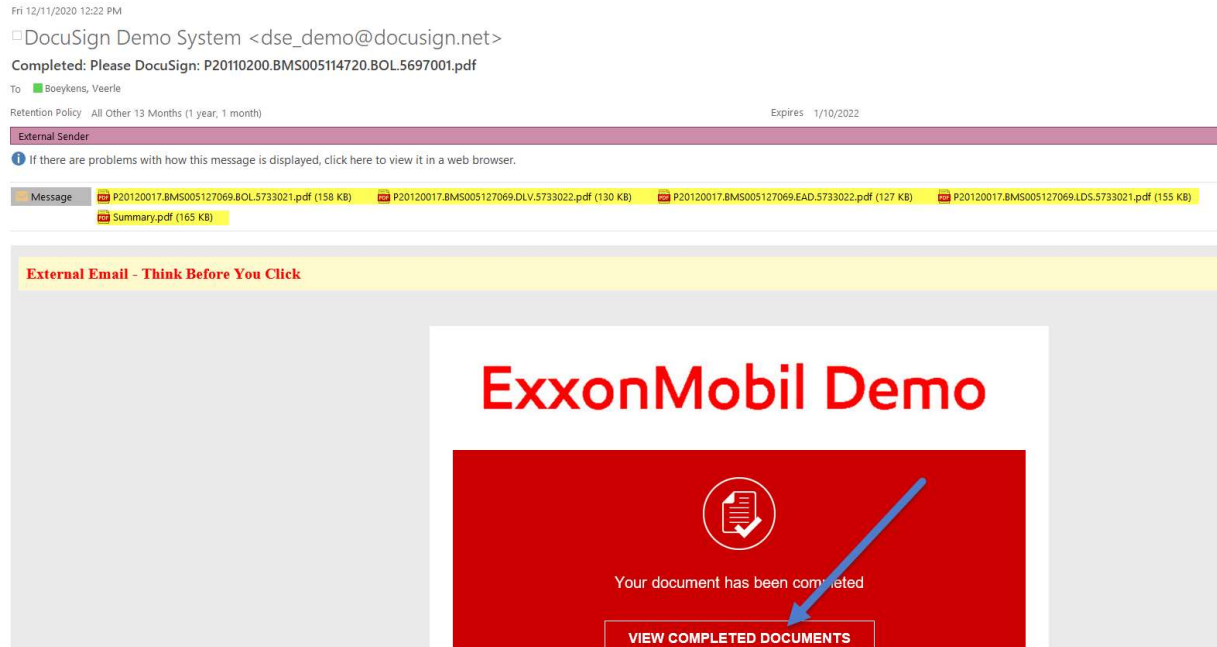 Fri 12/11/2020 12:22 PM
DocuSign Demo System <dse_demo@docusign.net>
Completed: Please DocuSign: P20110200.BMS005114720.BOL.5697001.pdf
To Boeykens, Veerle
Retention Policy All Other 13 Months (1 year, 1 month) Expires 1/10/2022
External Sender
If there are problems with how this message is displayed, click here to view it in a web browser.
Message P20120017.BMS005127069.BOL.5733021.pdf (158 KB) P20120017.BMS005127069.DLV.5733022.pdf (130 KB) P20120017.BMS005127069.EAD.5733022.pdf (127 KB) P20120017.BMS005127069.LDS.5733021.pdf (155 KB)
Summary.pdf (165 KB)
External Email - Think Before You Click
ExxonMobil Demo
Your document has been completed
VIEW COMPLETED DOCUMENTS